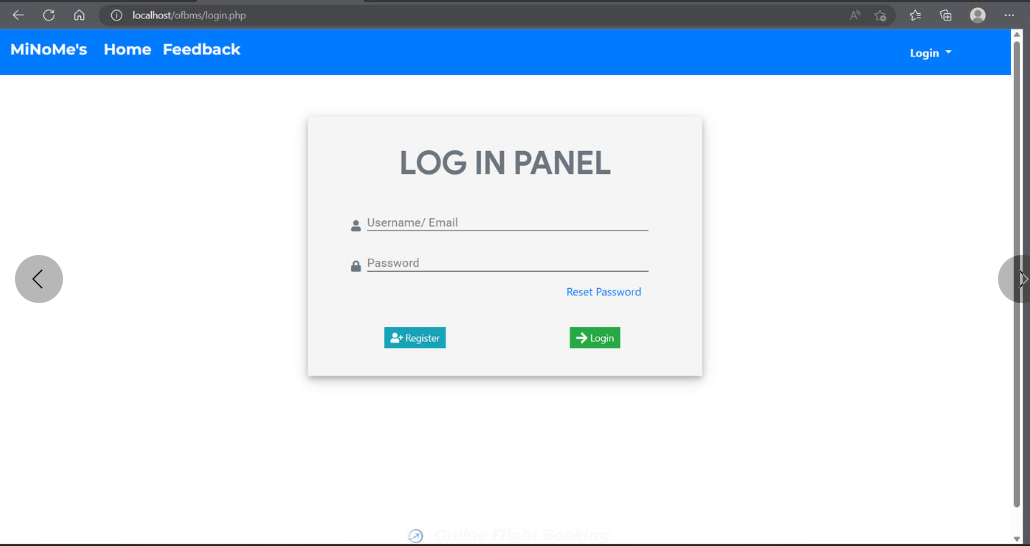 localhost/ofbms/login.php
MiNoMe's Home Feedback Login
LOG IN PANEL
Username/ Email
Password
Reset Password
Register Login
Online Flight Booking